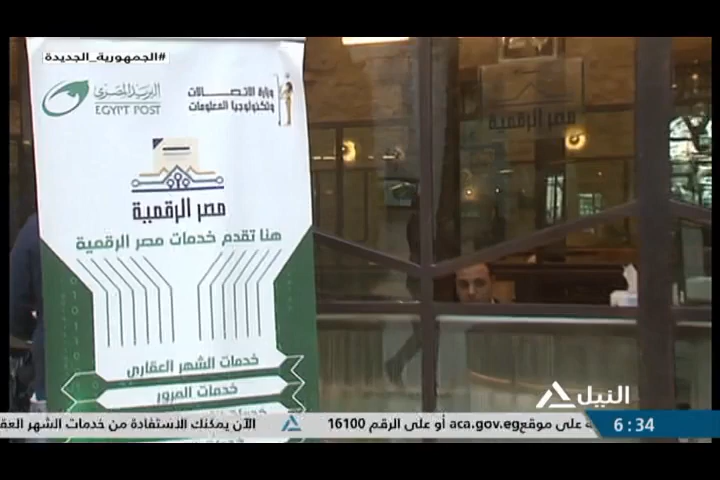 #الجمهورية_الجديدة
البريد المصري
EGYPT POST
وزارة الاتصالات
وتكنولوجيا المعلومات
مصر الرقمية
مصر الرقمية
هنا تقدم خدمات مصر الرقمية
خدمات الشهر العقاري
خدمات المرور
خدمات
النيل
6:34
على موقع aca.gov.eg أو على الرقم 16100
الآن يمكنك الاستفادة من خدمات الشهر